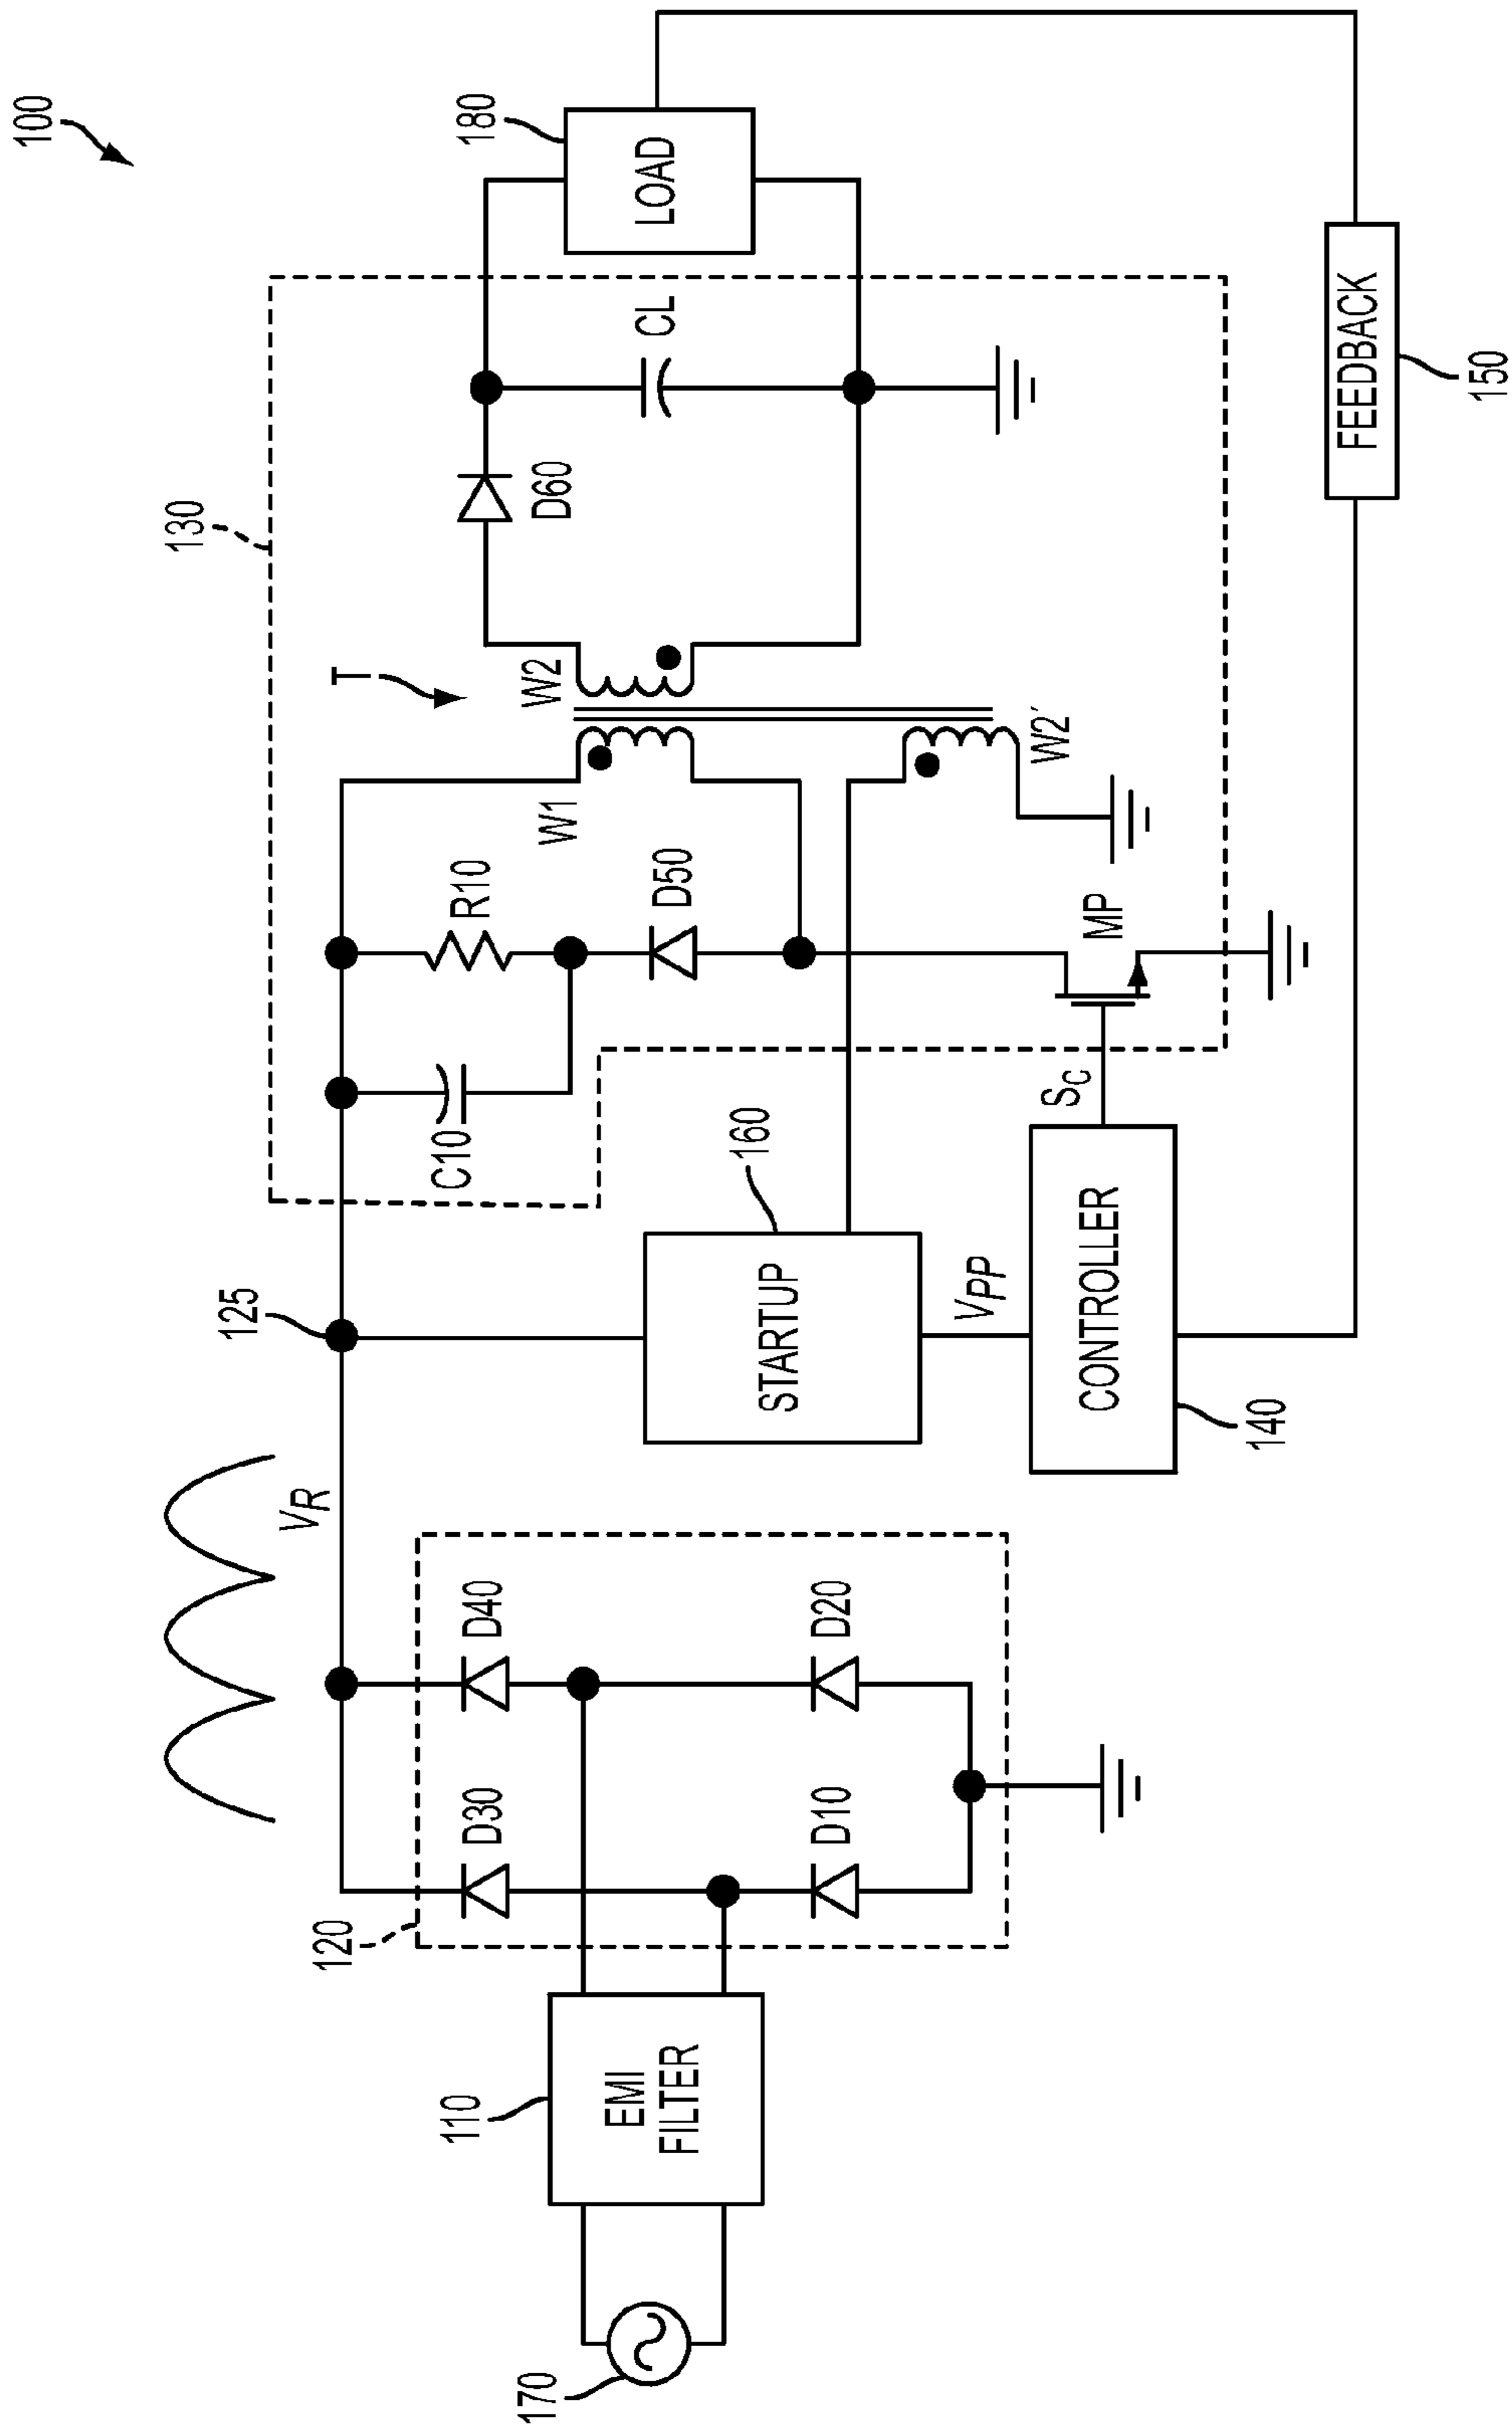 100
130
T
180
LOAD
CL
D60
W2
W1
W2′
R10
D50
C10
MP
SC
125
VR
160
STARTUP
VPP
CONTROLLER
140
FEEDBACK
150
120
D40
D30
D20
D10
110
EMI
FILTER
170